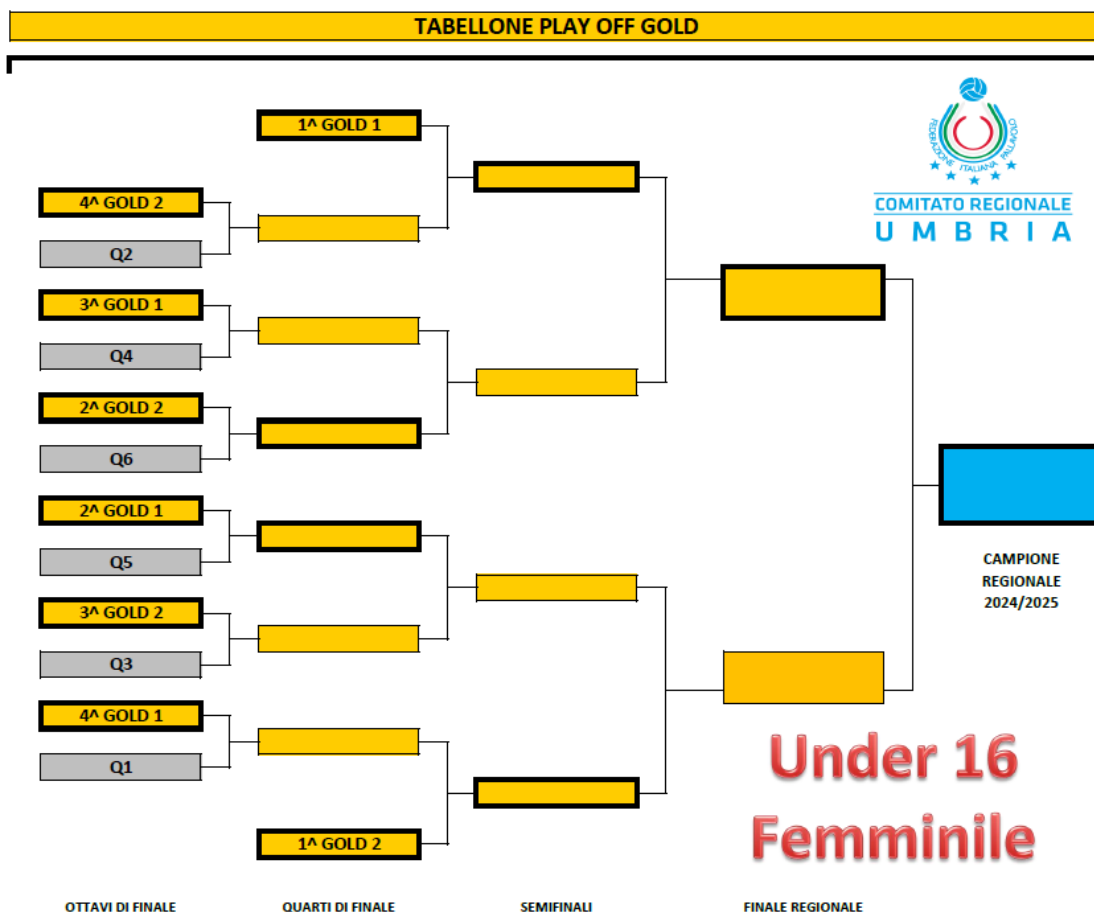 TABELLONE PLAY OFF GOLD
FEDERAZIONE ITALIANA PALLAVOLO
COMITATO REGIONALE
UMBRIA
1^ GOLD 1
4^ GOLD 2
Q2
3^ GOLD 1
Q4
2^ GOLD 2
Q6
2^ GOLD 1
Q5
3^ GOLD 2
Q3
4^ GOLD 1
Q1
1^ GOLD 2
CAMPIONE
REGIONALE
2024/2025
Under 16
Femminile
OTTAVI DI FINALE
QUARTI DI FINALE
SEMIFINALI
FINALE REGIONALE